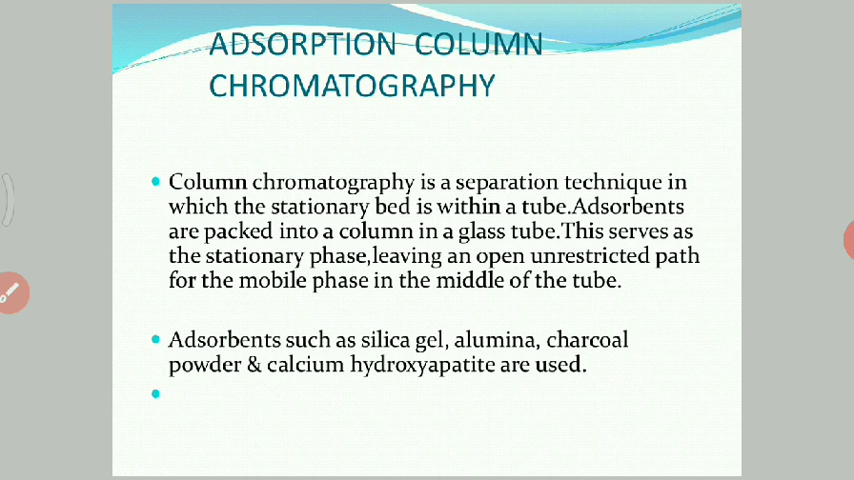 ADSORPTION COLUMN
CHROMATOGRAPHY
Column chromatography is a separation technique in
which the stationary bed is within a tube.Adsorbents
are packed into a column in a glass tube.This serves as
the stationary phase,leaving an open unrestricted path
for the mobile phase in the middle of the tube.
Adsorbents such as silica gel, alumina, charcoal
powder & calcium hydroxyapatite are used.